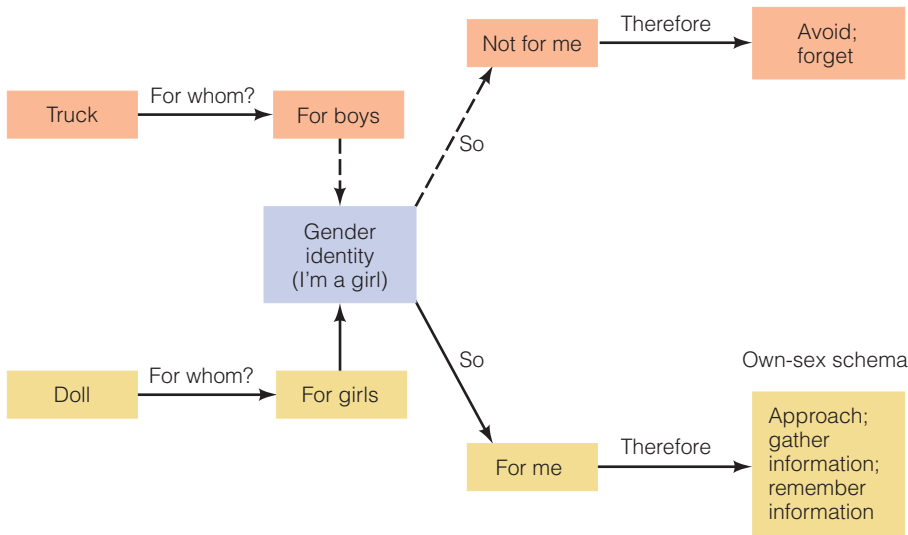 Truck
For whom?
For boys
Not for me
Therefore
Avoid;
forget
So
Gender
identity
(I'm a girl)
Doll
For whom?
For girls
So
For me
Therefore
Own-sex schema
Approach;
gather
information;
remember
information